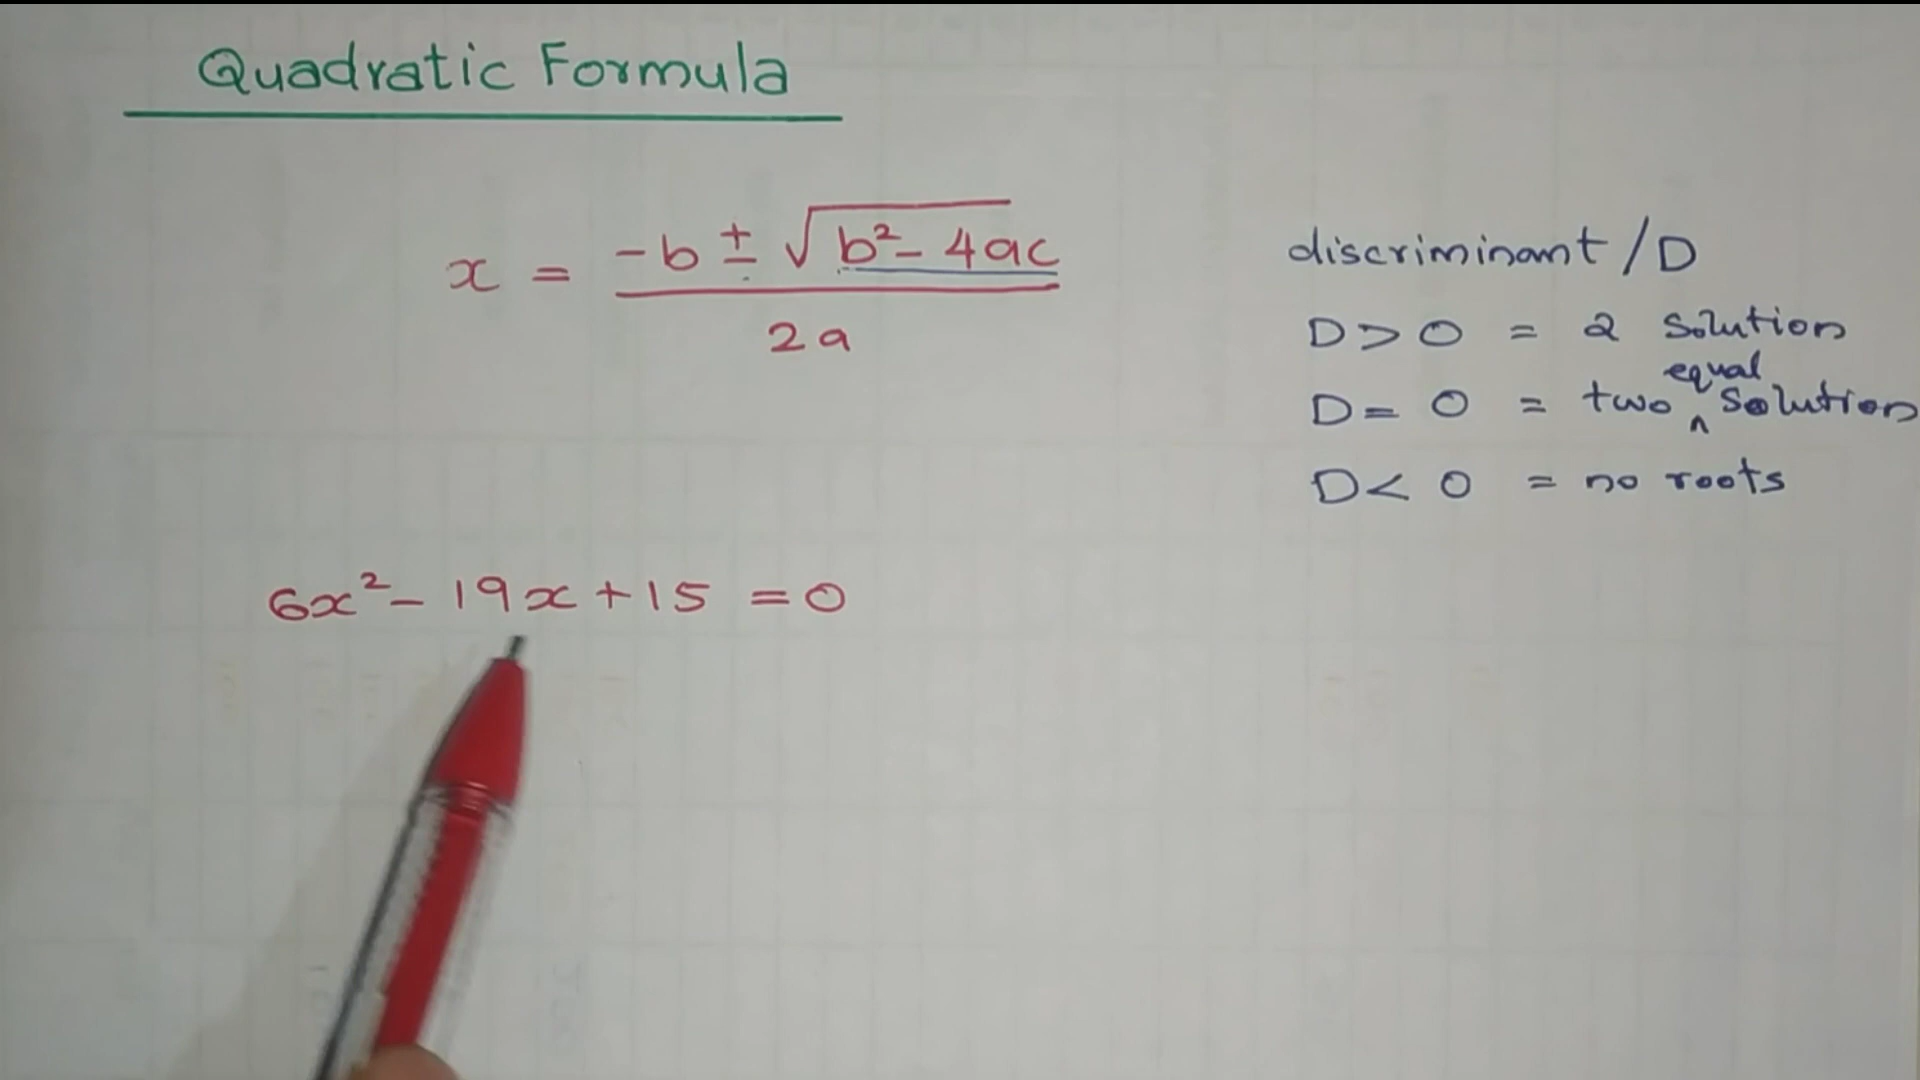 Quadratic Formula
x = -b ± √b²-4ac
2a
discriminant / D
D > 0 = 2 solution
equal
D = 0 = two ^ solution
D < 0 = no roots
6x² - 19x + 15 = 0